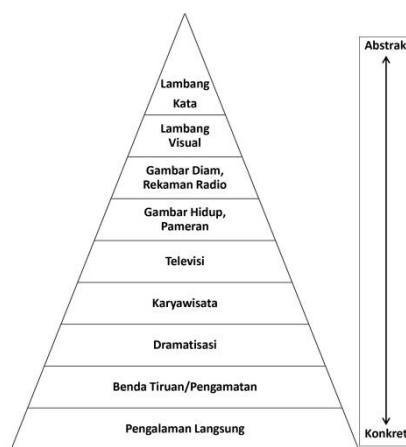 Abstrak
Lambang
Kata
Lambang
Visual
Gambar Diam,
Rekaman Radio
Gambar Hidup,
Pameran
Televisi
Karyawisata
Dramatisasi
Benda Tiruan/Pengamatan
Pengalaman Langsung
Konkret